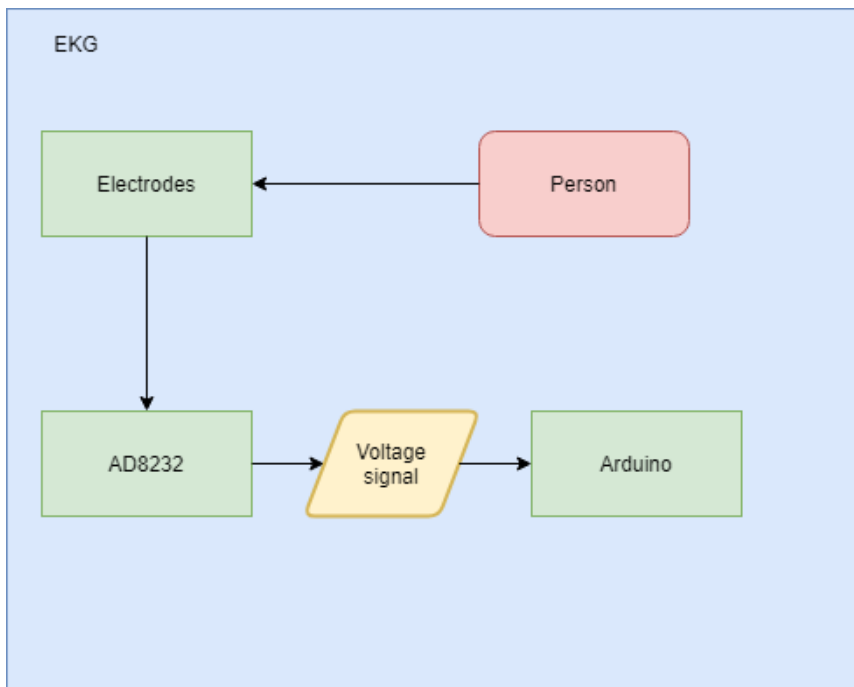 EKG
Electrodes
Person
AD8232
Voltage
signal
Arduino